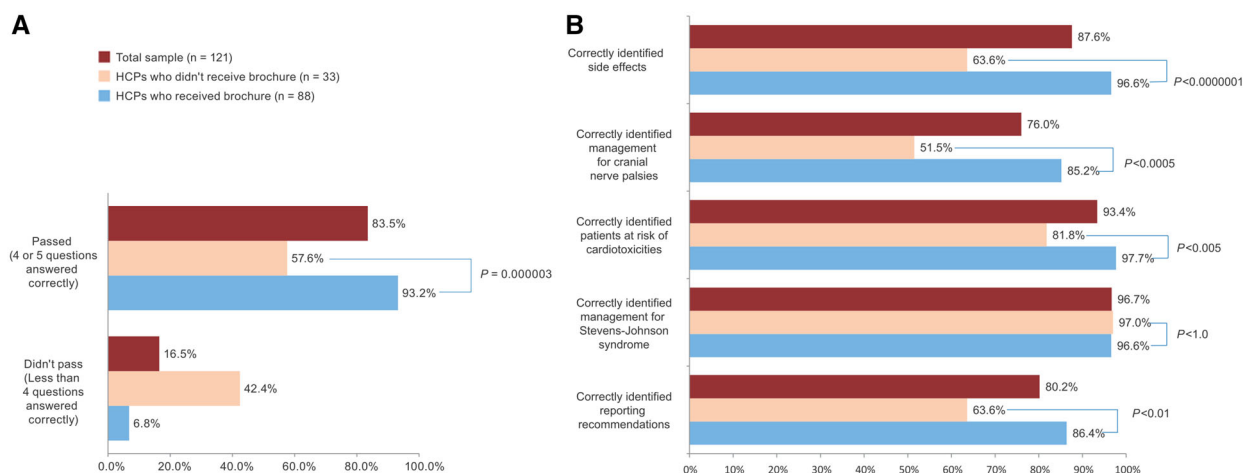 A
Total sample (n = 121)
HCPs who didn't receive brochure (n = 33)
HCPs who received brochure (n = 88)
Passed
(4 or 5 questions
answered
correctly)
83.5%
57.6%
93.2%
P = 0.000003
Didn't pass
(Less than
4 questions
answered
correctly)
16.5%
42.4%
6.8%
0.0% 20.0% 40.0% 60.0% 80.0% 100.0%
B
Correctly identified
side effects
87.6%
63.6%
96.6%
P<0.0000001
Correctly identified
management
for cranial
nerve palsies
76.0%
51.5%
85.2%
P<0.0005
Correctly identified
patients at risk of
cardiotoxicities
93.4%
81.8%
97.7%
P<0.005
Correctly identified
management for
Stevens-Johnson
syndrome
96.7%
97.0%
96.6%
P<1.0
Correctly identified
reporting
recommendations
80.2%
63.6%
86.4%
P<0.01
0% 10% 20% 30% 40% 50% 60% 70% 80% 90% 100%